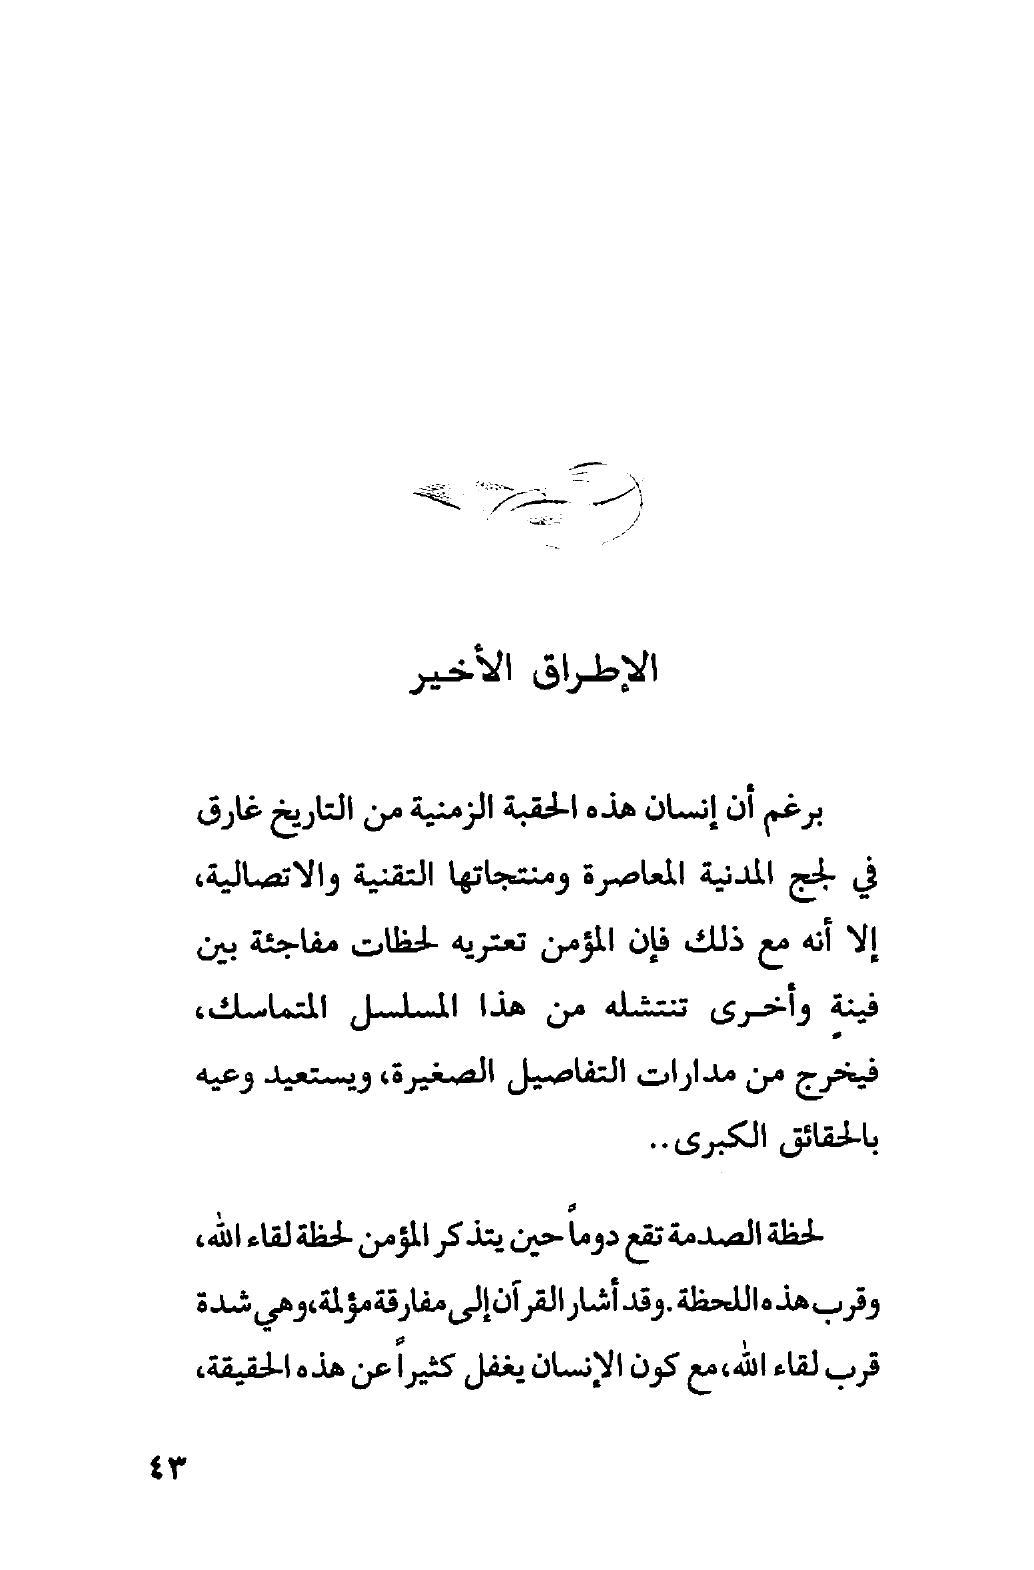 الإطراق الأخير
برغم أن إنسان هذه الحقبة الزمنية من التاريخ غارق
في لجج المدنية المعاصرة ومنتجاتها التقنية والاتصالية،
إلا أنه مع ذلك فإن المؤمن تعتريه لحظات مفاجئة بين
فينةٍ وأخرى تنتشله من هذا المسلسل المتماسك،
فيخرج من مدارات التفاصيل الصغيرة، ويستعيد وعيه
بالحقائق الكبرى..
لحظة الصدمة تقع دوماً حين يتذكر المؤمن لحظة لقاء الله،
وقرب هذه اللحظة. وقد أشار القرآن إلى مفارقة مؤلمة، وهي شدة
قرب لقاء الله، مع كون الإنسان يغفل كثيراً عن هذه الحقيقة،
٤٣